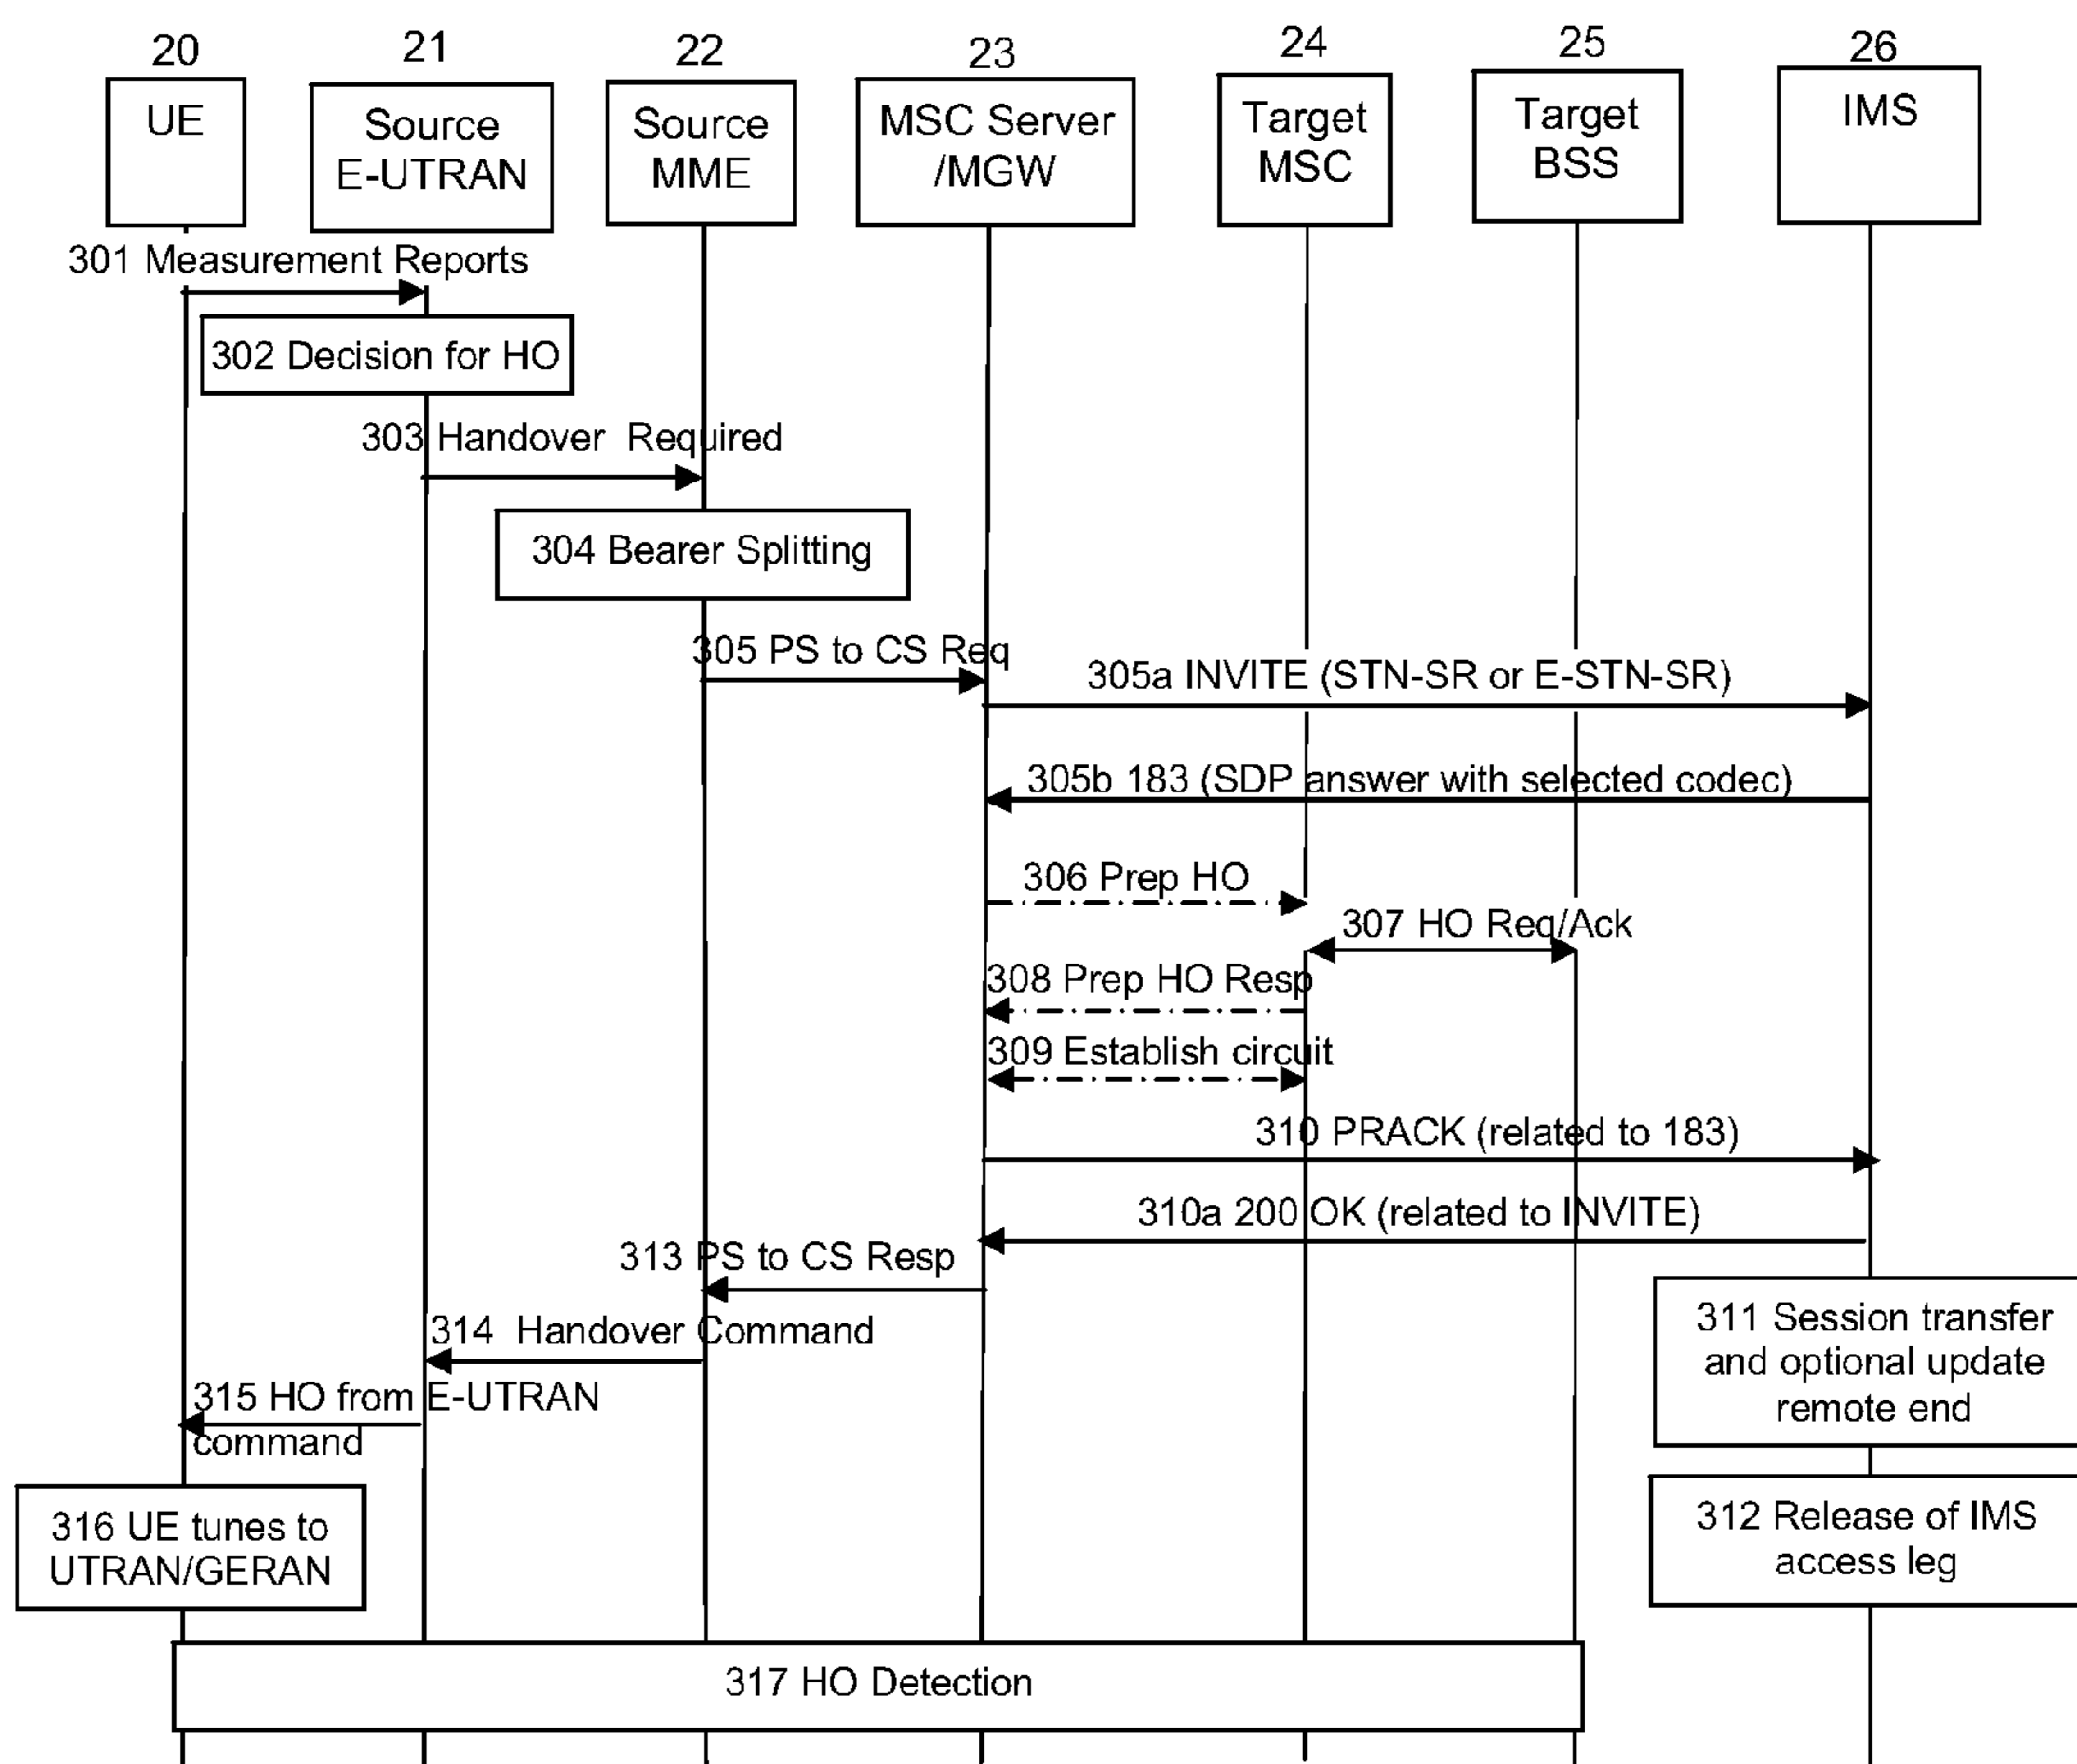 20
21
22
23
24
25
26
UE
Source
E-UTRAN
Source
MME
MSC Server
/MGW
Target
MSC
Target
BSS
IMS
301 Measurement Reports
302 Decision for HO
303 Handover Required
304 Bearer Splitting
305 PS to CS Req
305a INVITE (STN-SR or E-STN-SR)
305b 183 (SDP answer with selected codec)
306 Prep HO
307 HO Req/Ack
308 Prep HO Resp
309 Establish circuit
310 PRACK (related to 183)
310a 200 OK (related to INVITE)
313 PS to CS Resp
311 Session transfer
and optional update
remote end
314 Handover Command
315 HO from E-UTRAN
command
316 UE tunes to
UTRAN/GERAN
312 Release of IMS
access leg
317 HO Detection